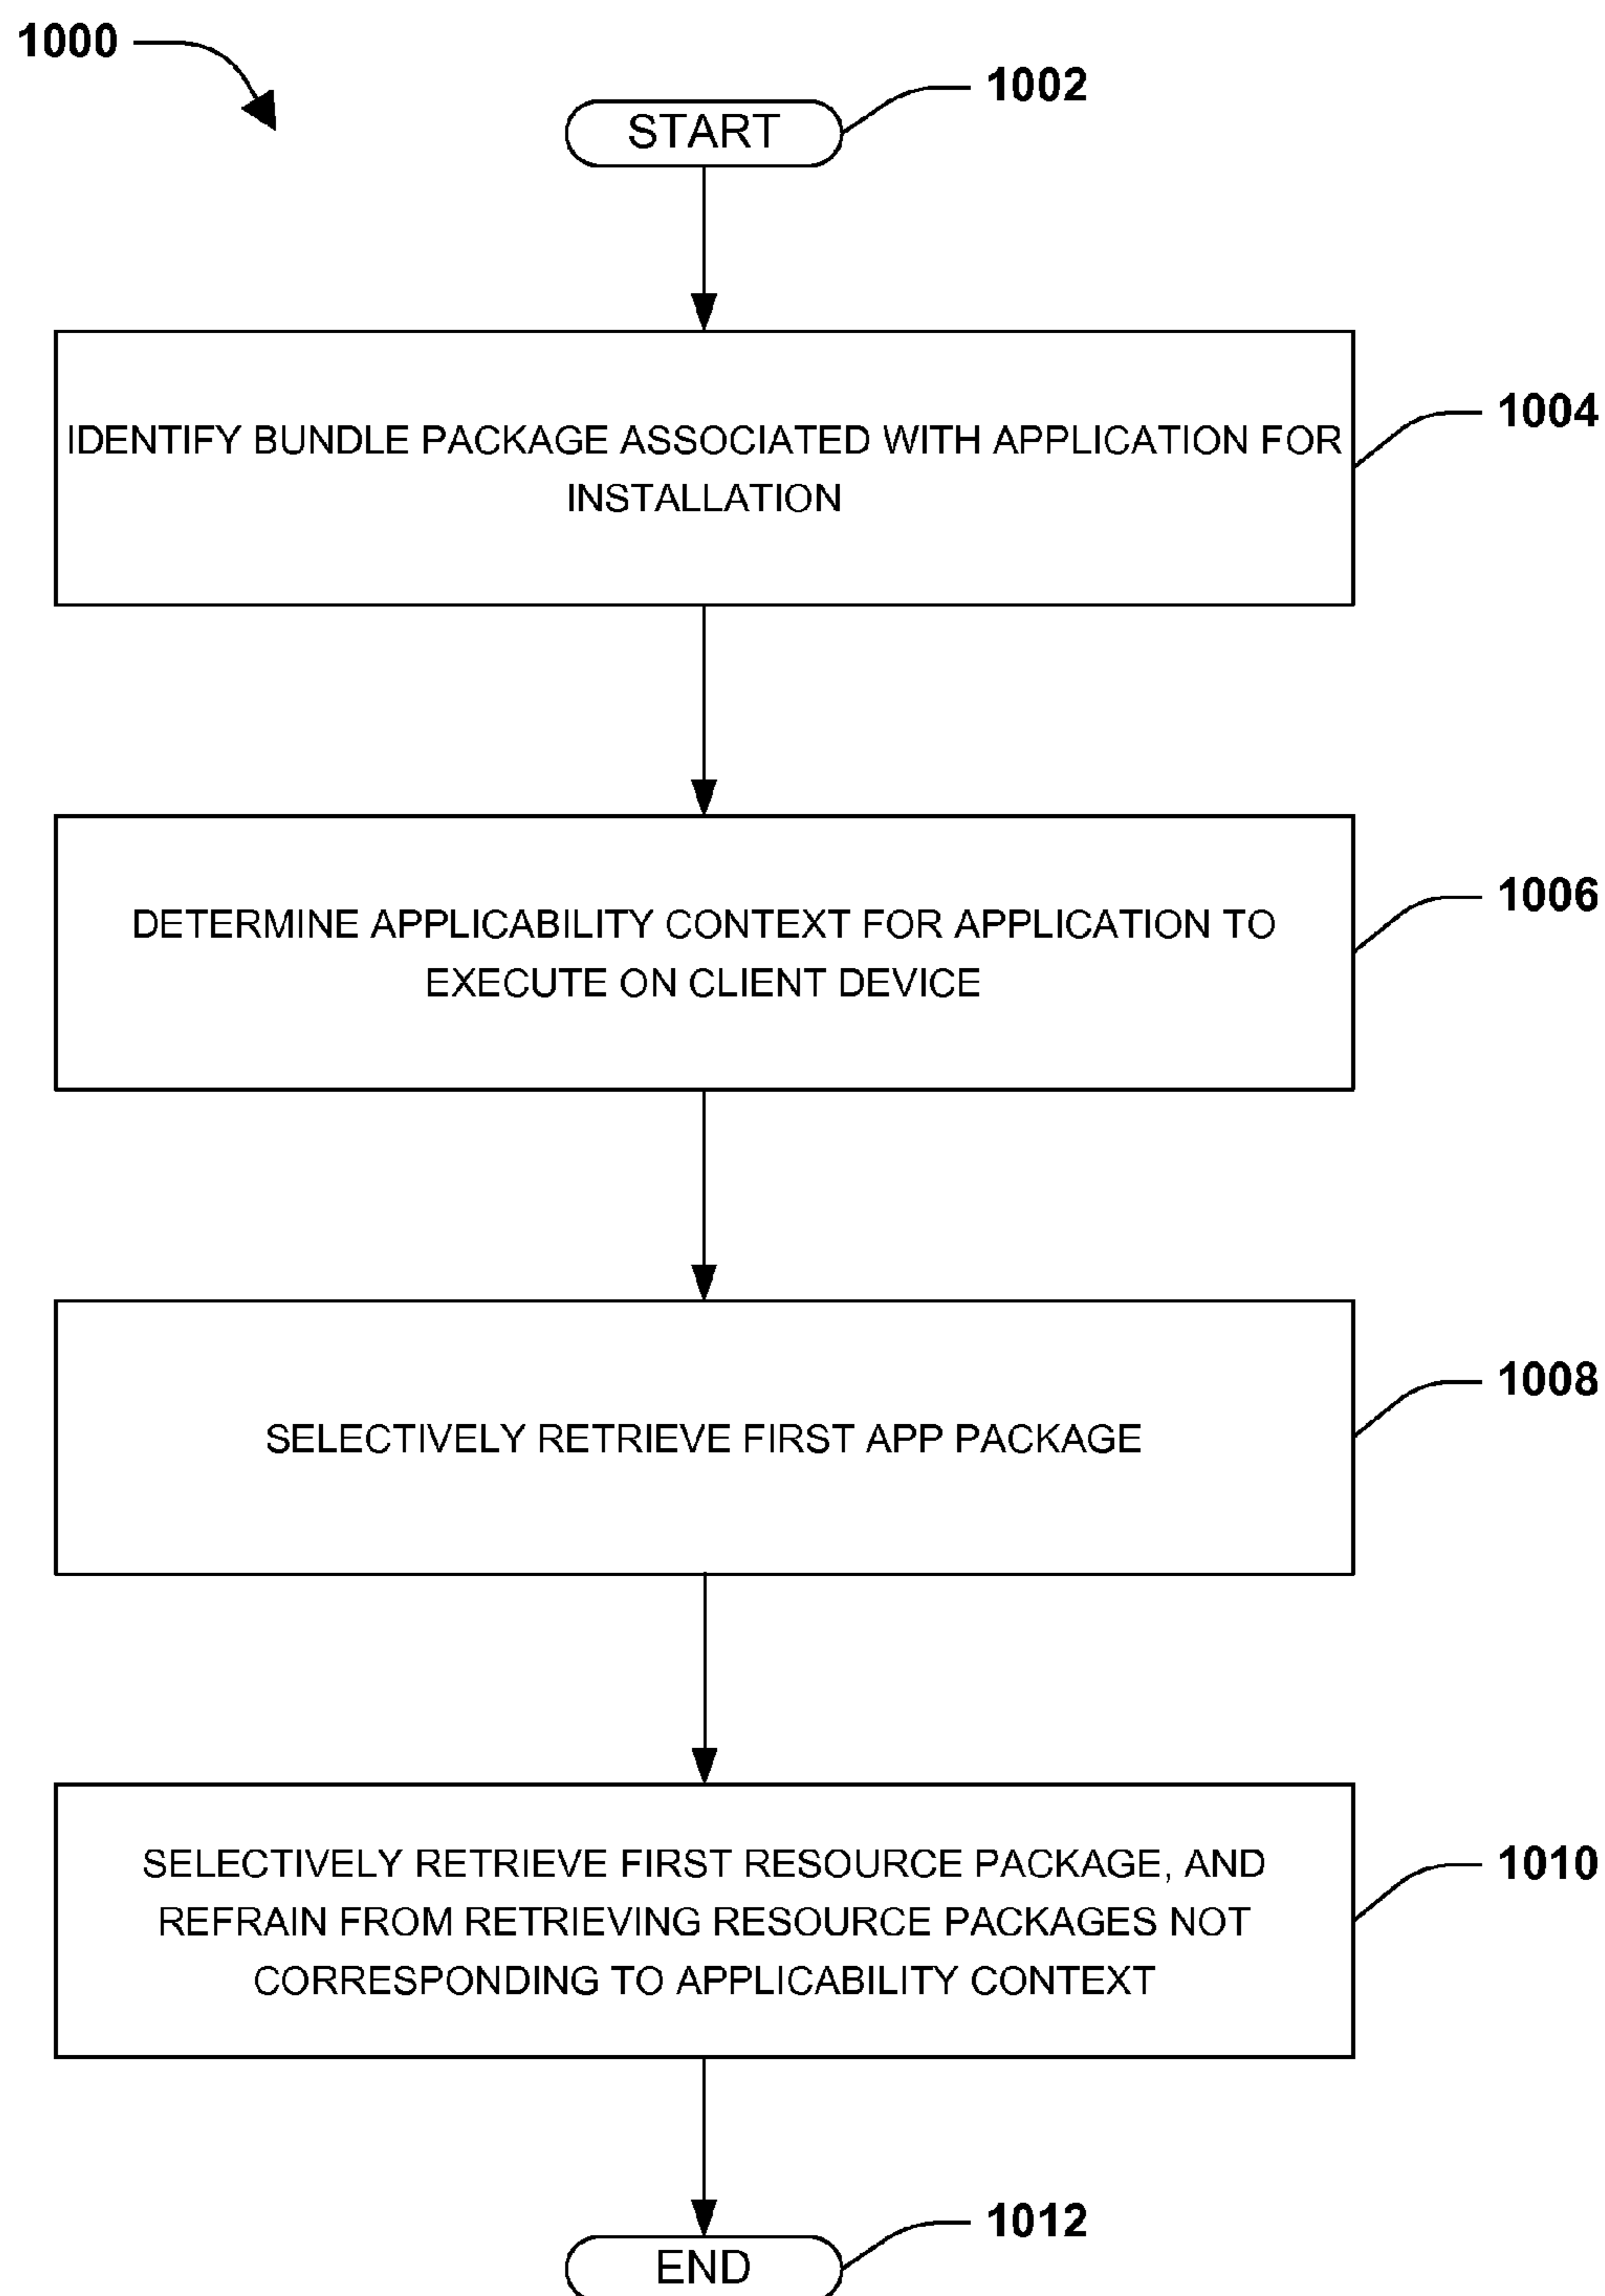 1000
1002
START
1004
IDENTIFY BUNDLE PACKAGE ASSOCIATED WITH APPLICATION FOR
INSTALLATION
1006
DETERMINE APPLICABILITY CONTEXT FOR APPLICATION TO
EXECUTE ON CLIENT DEVICE
1008
SELECTIVELY RETRIEVE FIRST APP PACKAGE
1010
SELECTIVELY RETRIEVE FIRST RESOURCE PACKAGE, AND
REFRAIN FROM RETRIEVING RESOURCE PACKAGES NOT
CORRESPONDING TO APPLICABILITY CONTEXT
1012
END